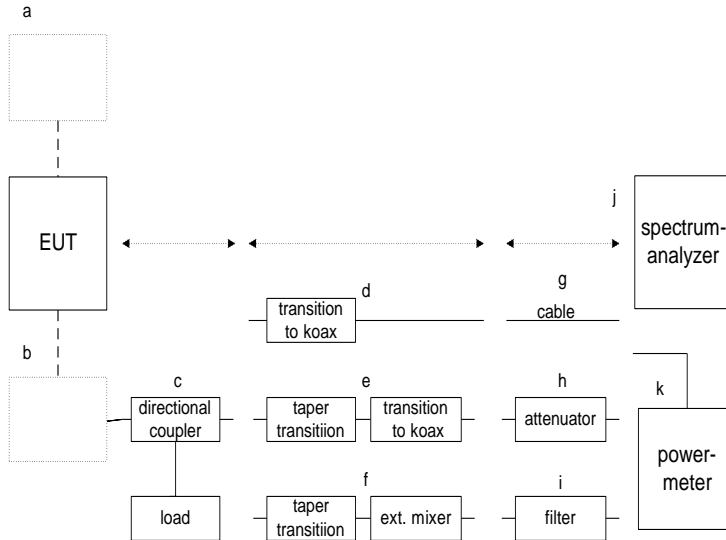 a
EUT
j
spectrum-
analyzer
d
transition
to koax
g
cable
b
c
directional
coupler
e
taper
transitiion
transition
to koax
h
attenuator
k
power-
meter
load
f
taper
transitiion
ext. mixer
i
filter